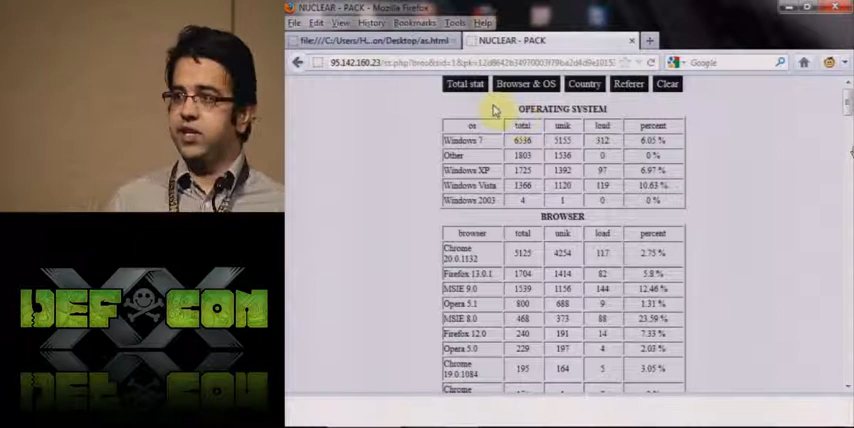 NUCLEAR - PACK - Mozilla Firefox
File Edit View History Bookmarks Tools Help
file:///C:/Users/H...on/Desktop/as.html NUCLEAR - PACK
Google
Total stat Browser & OS Country Referer Clear
OPERATING SYSTEM
os total unik load percent
Windows 7 6536 5155 312 6.05 %
Other 1803 1536 0 0 %
Windows XP 1725 1392 97 6.97 %
Windows Vista 1366 1120 119 10.63 %
Windows 2003 4 1 0 0 %
BROWSER
browser total unik load percent
Chrome
20.0.1132 5125 4254 117 2.75 %
Firefox 13.0.1 1704 1414 82 5.8 %
MSIE 9.0 1539 1156 144 12.46 %
Opera 5.1 800 688 9 1.31 %
MSIE 8.0 468 373 88 23.59 %
Firefox 12.0 240 191 14 7.33 %
Opera 5.0 229 197 4 2.03 %
Chrome
19.0.1084 195 164 5 3.05 %
Chrome
DEF CON
XX